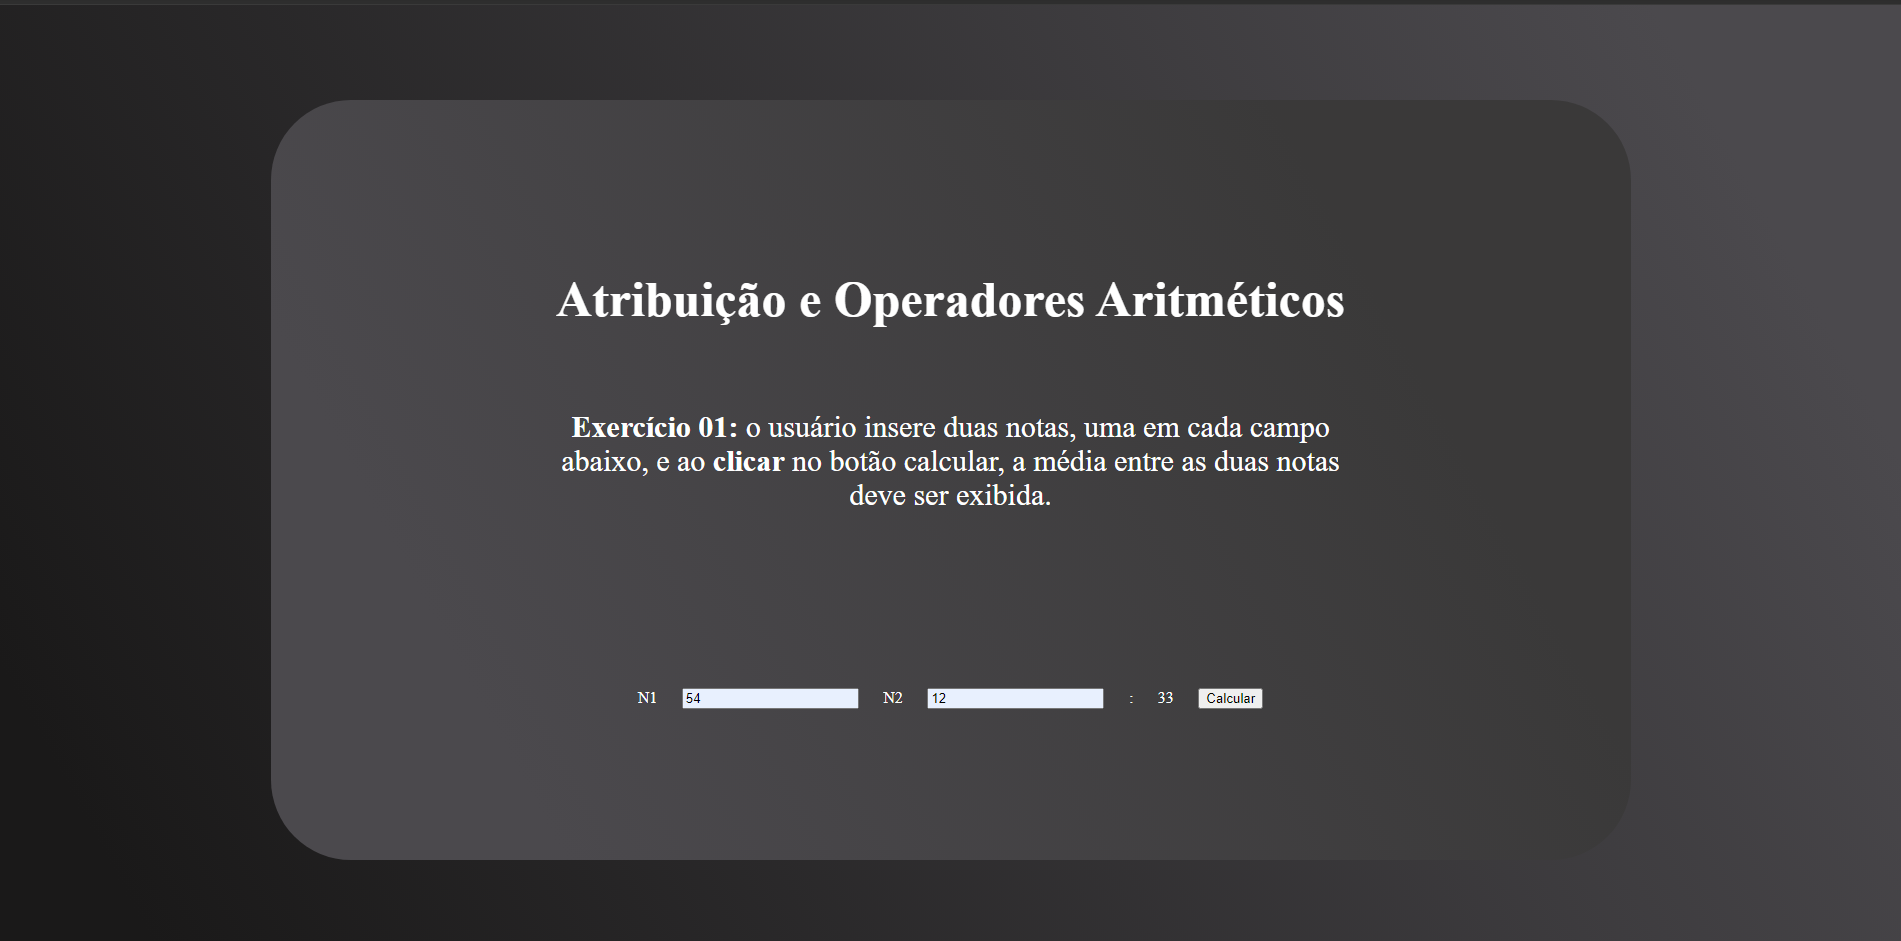 Atribuição e Operadores Aritméticos
Exercício 01: o usuário insere duas notas, uma em cada campo
abaixo, e ao clicar no botão calcular, a média entre as duas notas
deve ser exibida.
N1 54 N2 12 : 33 Calcular